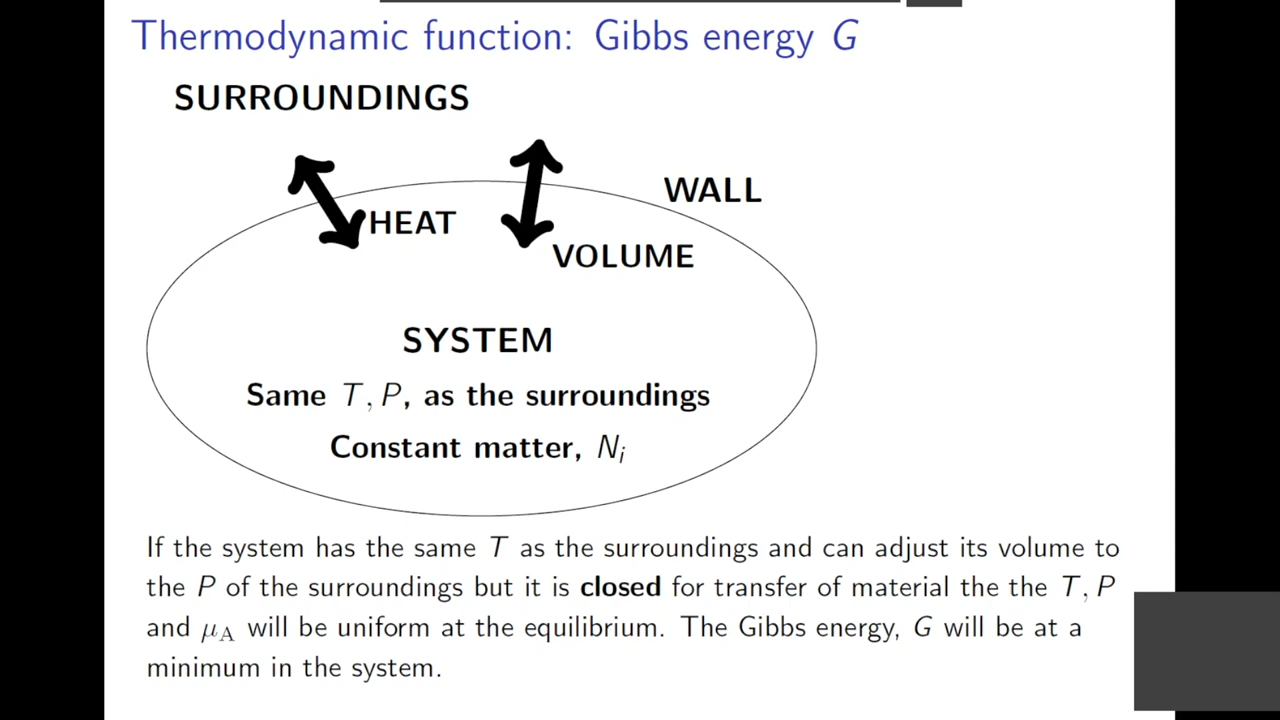 Thermodynamic function: Gibbs energy G
SURROUNDINGS
WALL
HEAT
VOLUME
SYSTEM
Same T, P, as the surroundings
Constant matter, Nᵢ
If the system has the same T as the surroundings and can adjust its volume to
the P of the surroundings but it is closed for transfer of material the the T, P
and μ_A will be uniform at the equilibrium. The Gibbs energy, G will be at a
minimum in the system.